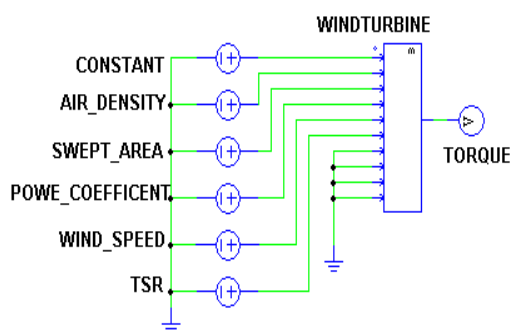 WINDTURBINE
CONSTANT
AIR_DENSITY
SWEPT_AREA
POWE_COEFFICENT
WIND_SPEED
TSR
m
V
TORQUE